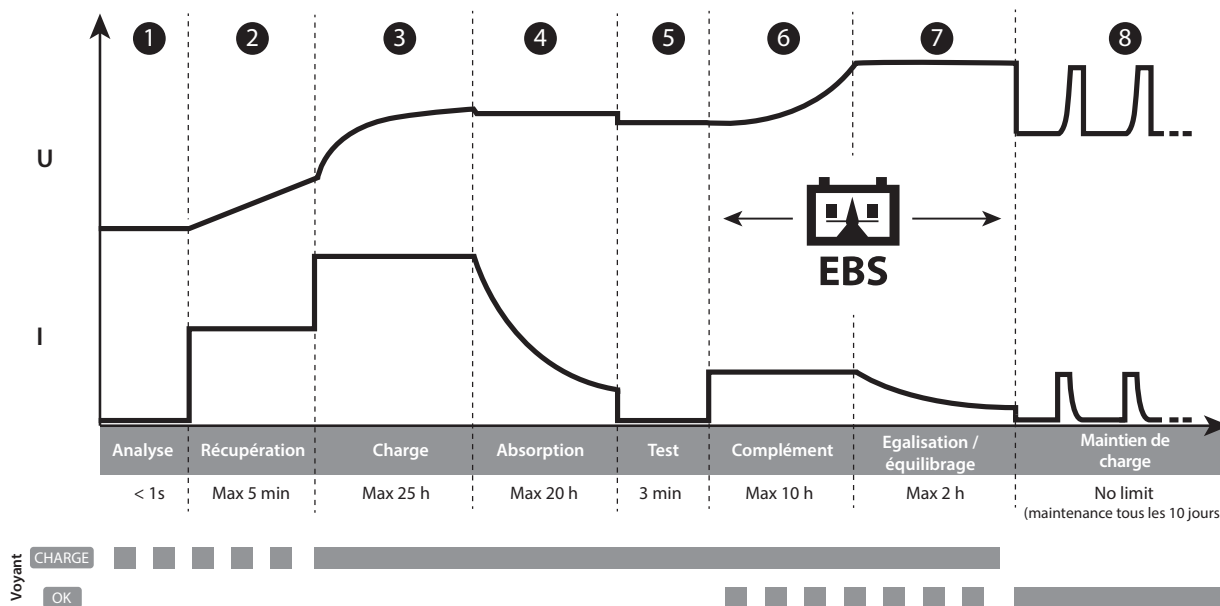 1 2 3 4 5 6 7 8
U
EBS
I
Analyse Récupération Charge Absorption Test Complément Egalisation / équilibrage Maintien de charge
< 1s Max 5 min Max 25 h Max 20 h 3 min Max 10 h Max 2 h No limit
(maintenance tous les 10 jours
Voyant
CHARGE
OK